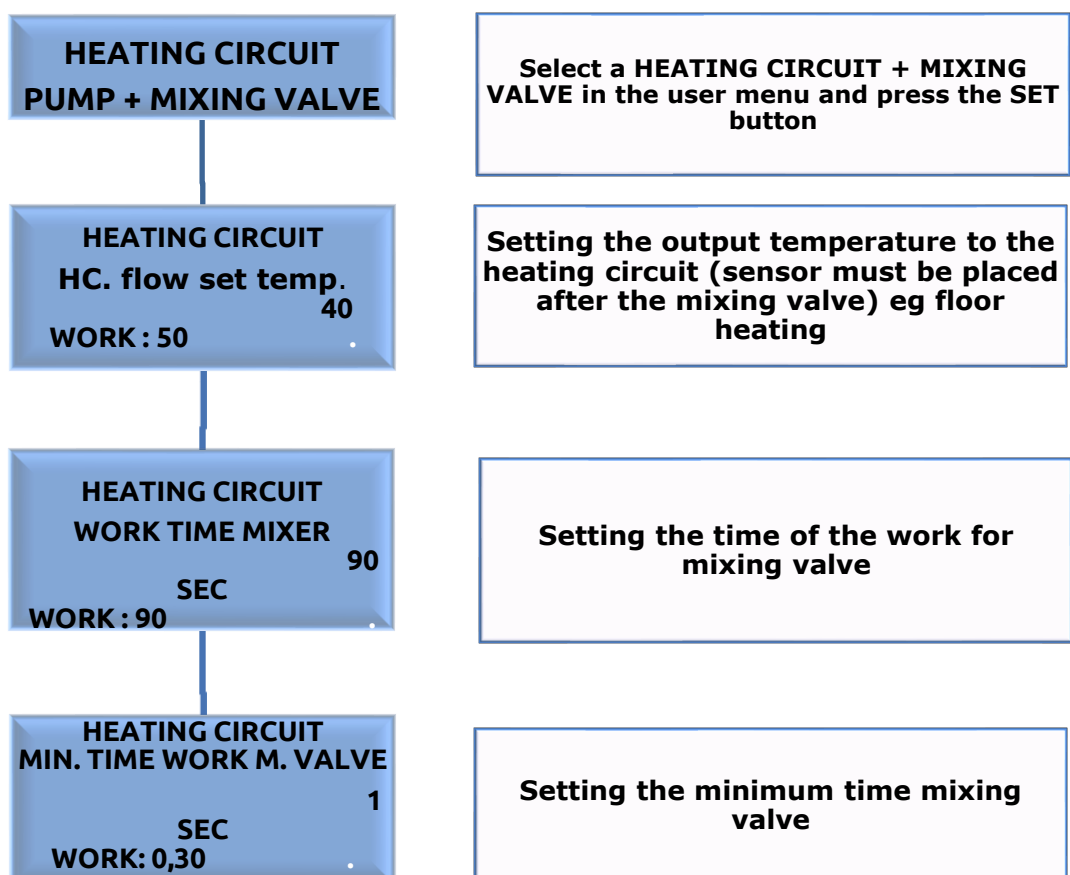 HEATING CIRCUIT
PUMP + MIXING VALVE
Select a HEATING CIRCUIT + MIXING
VALVE in the user menu and press the SET
button
HEATING CIRCUIT
HC. flow set temp.
40
WORK : 50 .
Setting the output temperature to the
heating circuit (sensor must be placed
after the mixing valve) eg floor
heating
HEATING CIRCUIT
WORK TIME MIXER
90
SEC
WORK : 90 .
Setting the time of the work for
mixing valve
HEATING CIRCUIT
MIN. TIME WORK M. VALVE
1
SEC
WORK: 0,30 .
Setting the minimum time mixing
valve